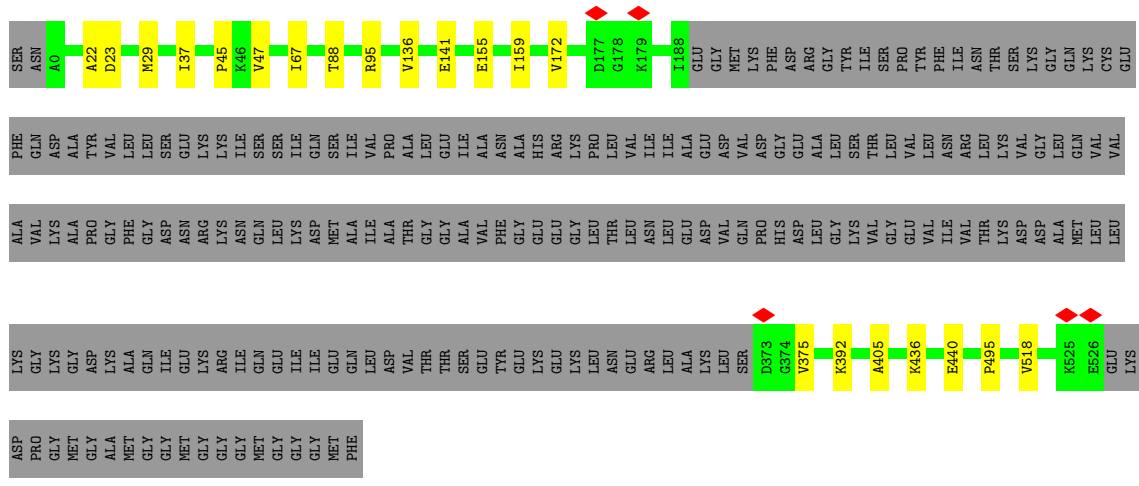 SER ASN A0 A22 D23 M29 I37 P45 K46 V47 I67 T88 R95 V136 E141 E155 I159 V172 D177 G178 K179 I188 GLU GLY MET LYS PHE ASP ARG GLY TYR ILE SER PRO TYR PHE ILE ASN THR SER LYS GLY GLN LYS CYS GLU
PHE GLN ASP ALA TYR VAL LEU LEU SER GLU LYS LYS ILE SER SER ILE GLN SER ILE VAL PRO ALA LEU GLU ILE ALA ASN ALA HIS ARG LYS PRO LEU VAL ILE ILE ALA GLU ASP VAL ASP GLY GLU ALA LEU SER THR LEU VAL LEU ASN ARG LEU LYS VAL GLY LEU GLN VAL VAL
ALA VAL LYS ALA PRO GLY PHE GLY ASP ASN ARG LYS ASN GLN LEU LYS ASP MET ALA ILE ALA THR GLY GLY ALA VAL PHE GLY GLU GLU GLY LEU THR LEU ASN LEU GLU ASP VAL GLN PRO HIS ASP LEU GLY LYS VAL GLY GLU VAL ILE VAL THR LYS ASP ASP ALA MET LEU LEU
LYS GLY LYS GLY ASP LYS ALA GLN ILE GLU LYS ARG ILE GLN GLU ILE ILE GLU GLN LEU ASP VAL THR THR SER GLU TYR GLU LYS GLU LYS LEU ASN GLU ARG LEU ALA LYS LEU SER D373 G374 V375 K392 A405 K436 E440 P495 V518 K525 E526 GLU LYS
ASP PRO GLY MET GLY ALA MET GLY GLY MET GLY GLY GLY MET GLY GLY GLY MET PHE